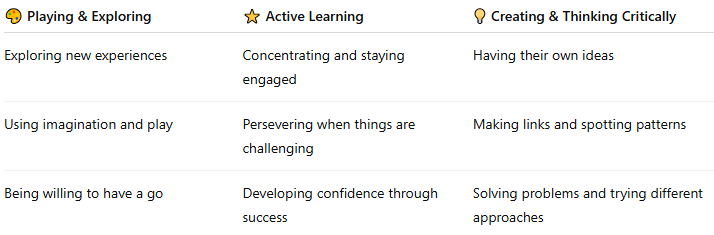 🎨 Playing & Exploring ⭐ Active Learning 💡 Creating & Thinking Critically
Exploring new experiences Concentrating and staying Having their own ideas
engaged
Using imagination and play Persevering when things are Making links and spotting patterns
challenging
Being willing to have a go Developing confidence through Solving problems and trying different
success approaches